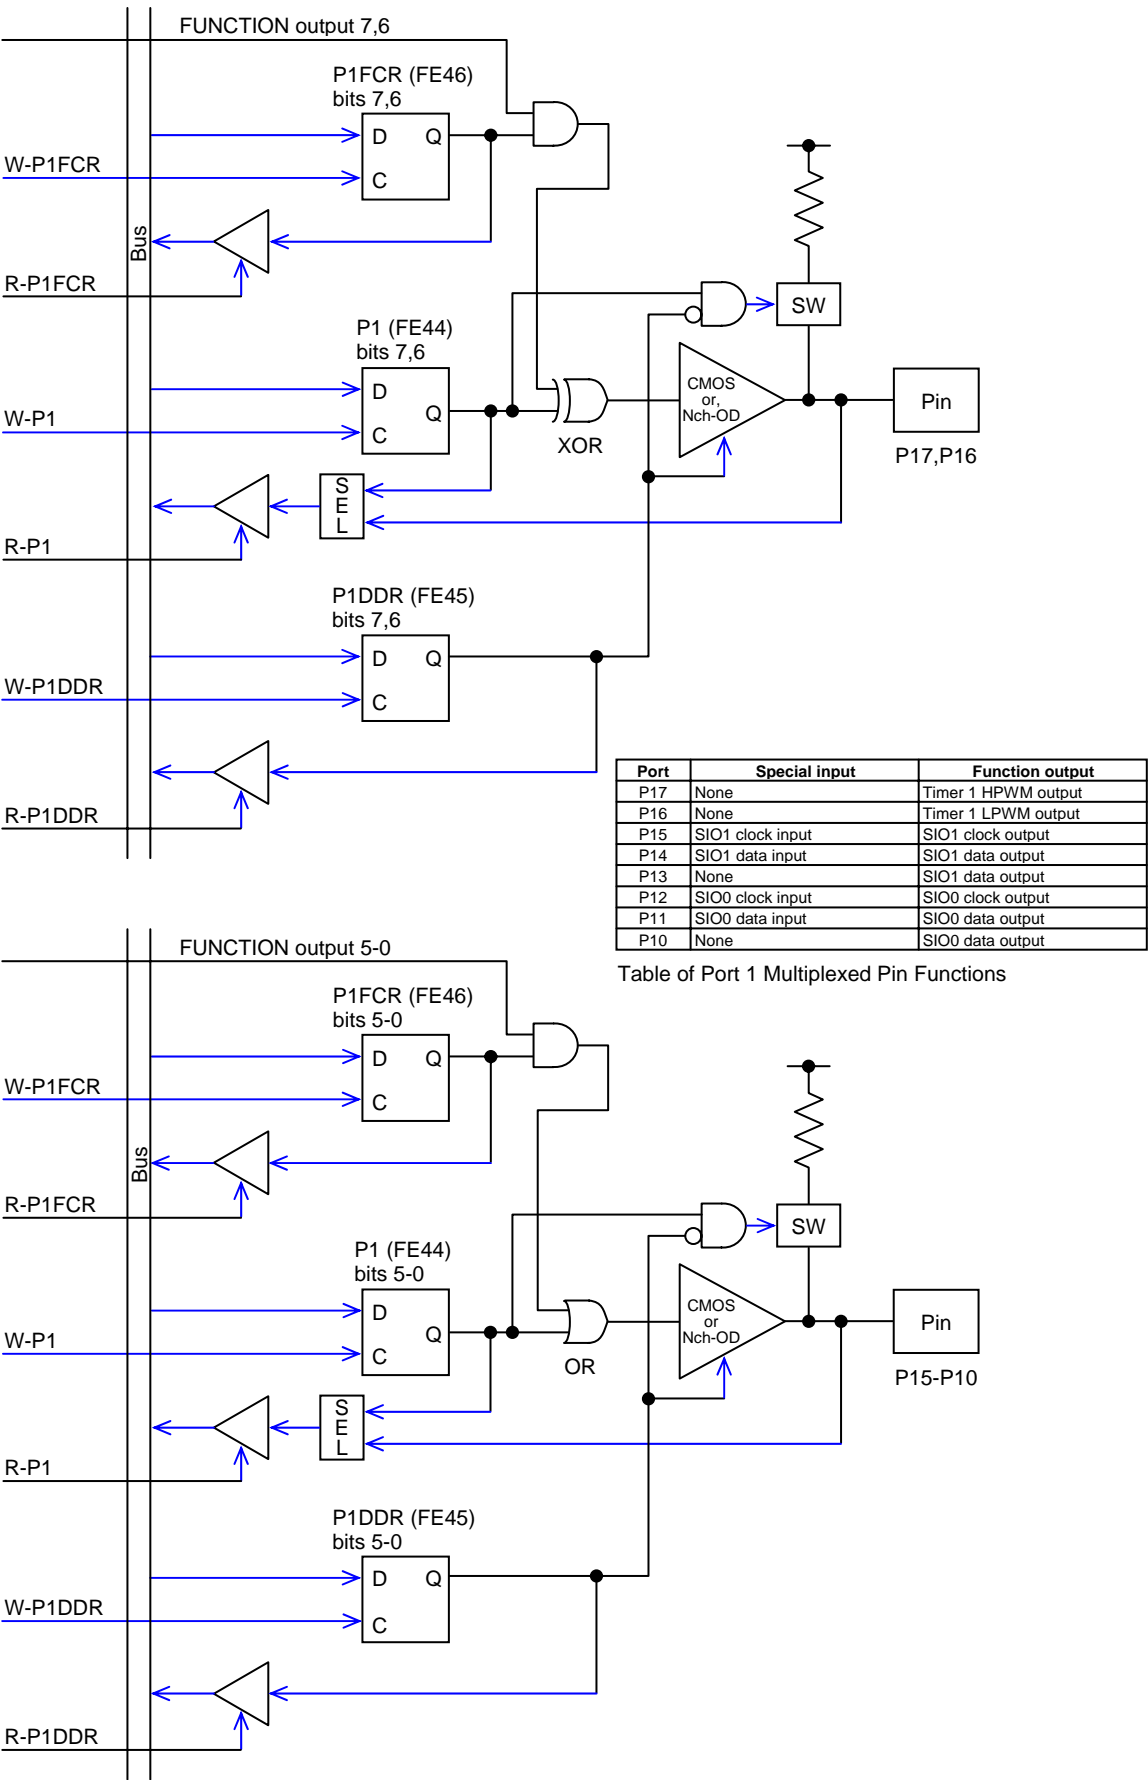 FUNCTION output 7,6
P1FCR (FE46)
bits 7,6
D Q
W-P1FCR
C
Bus
R-P1FCR
SW
P1 (FE44)
bits 7,6
D
Q
W-P1
C
XOR
CMOS
or,
Nch-OD
Pin
P17,P16
S
E
L
R-P1
P1DDR (FE45)
bits 7,6
D Q
W-P1DDR
C
R-P1DDR
Port Special input Function output
P17 None Timer 1 HPWM output
P16 None Timer 1 LPWM output
P15 SIO1 clock input SIO1 clock output
P14 SIO1 data input SIO1 data output
P13 None SIO1 data output
P12 SIO0 clock input SIO0 clock output
P11 SIO0 data input SIO0 data output
P10 None SIO0 data output
Table of Port 1 Multiplexed Pin Functions
FUNCTION output 5-0
P1FCR (FE46)
bits 5-0
D Q
W-P1FCR
C
Bus
R-P1FCR
SW
P1 (FE44)
bits 5-0
D
Q
W-P1
C
OR
CMOS
or
Nch-OD
Pin
P15-P10
S
E
L
R-P1
P1DDR (FE45)
bits 5-0
D Q
W-P1DDR
C
R-P1DDR